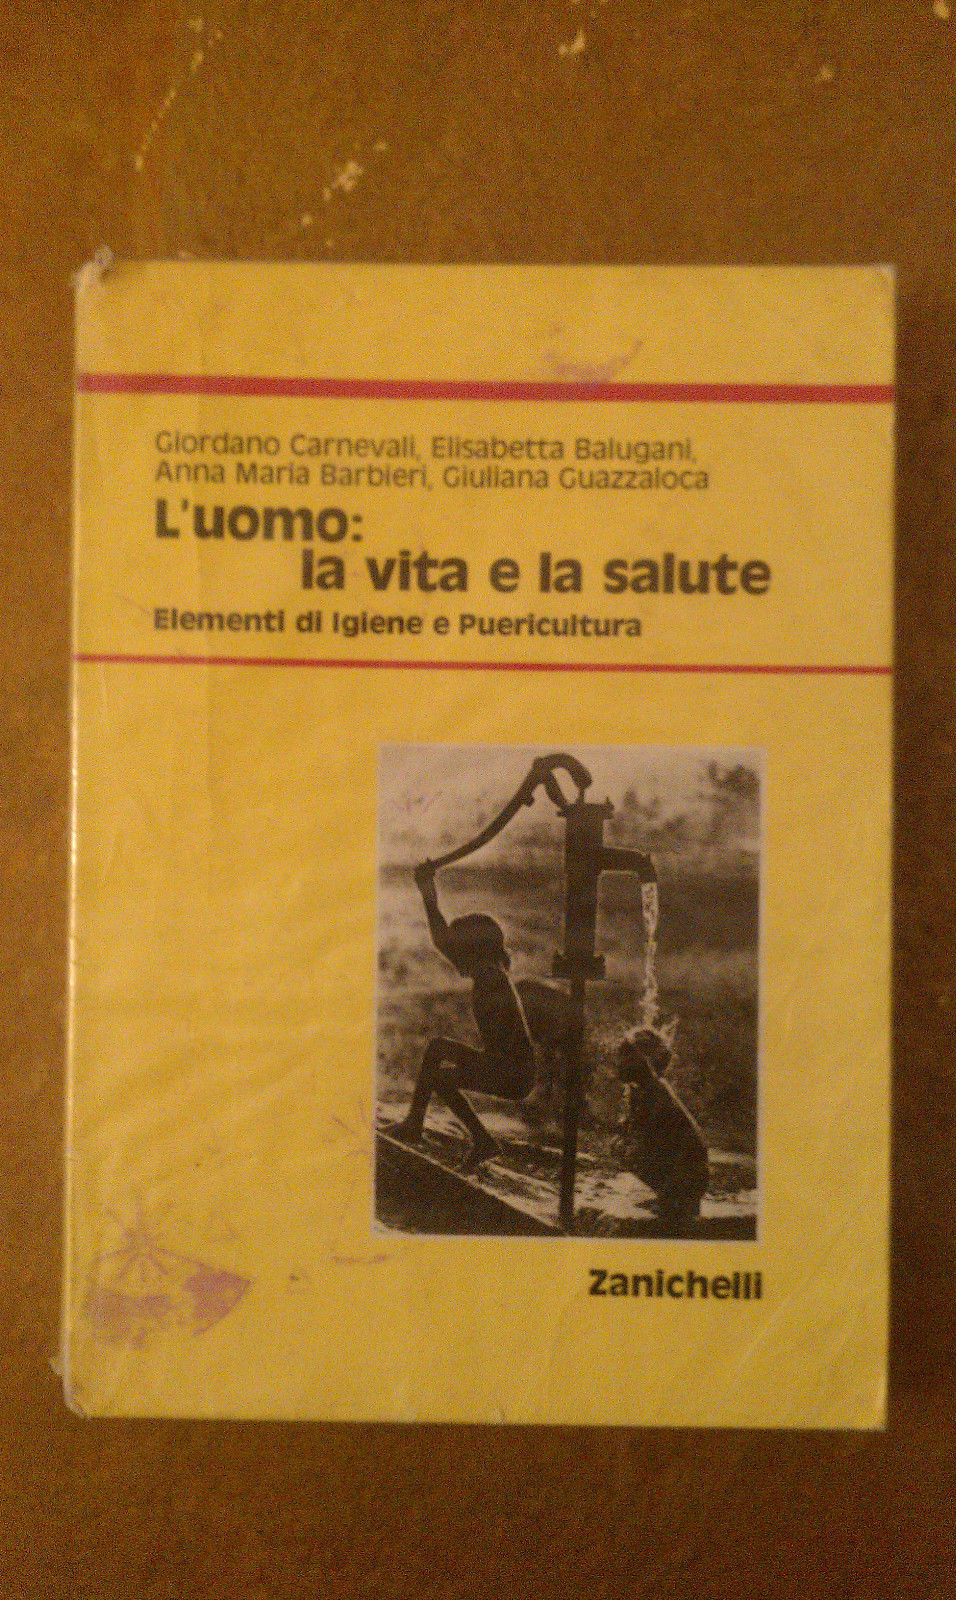 Giordano Carnevali, Elisabetta Balugani,
Anna Maria Barbieri, Giuliana Guazzaloca
L'uomo:
la vita e la salute
Elementi di Igiene e Puericultura
Zanichelli